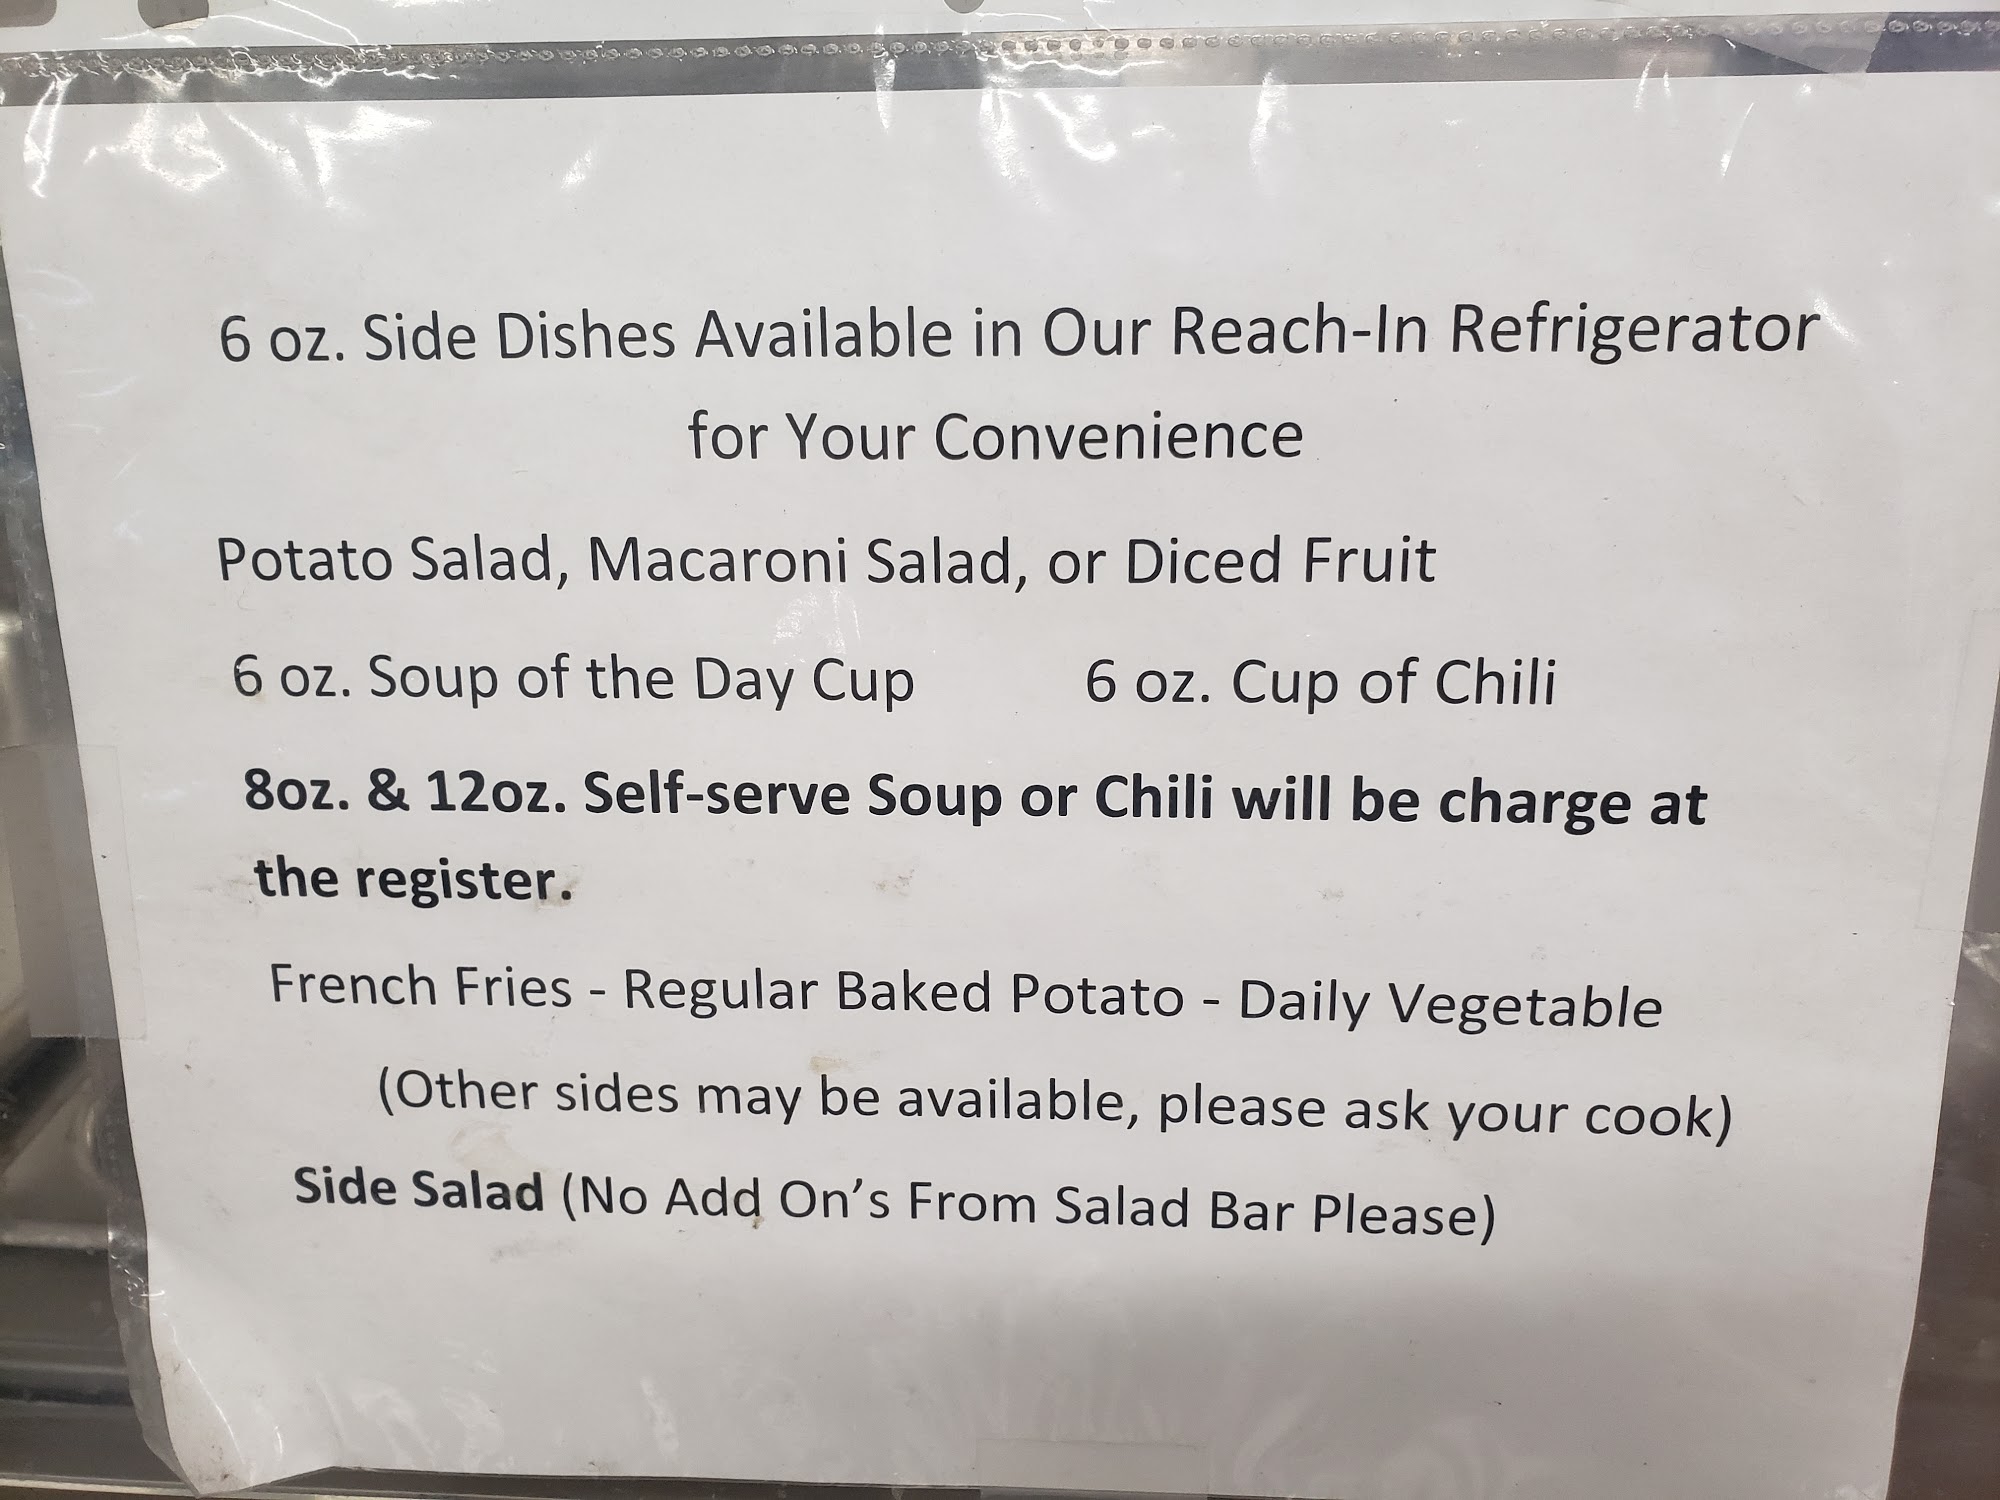 6 oz. Side Dishes Available in Our Reach-In Refrigerator
for Your Convenience
Potato Salad, Macaroni Salad, or Diced Fruit
6 oz. Soup of the Day Cup 6 oz. Cup of Chili
8oz. & 12oz. Self-serve Soup or Chili will be charge at
the register.
French Fries - Regular Baked Potato - Daily Vegetable
(Other sides may be available, please ask your cook)
Side Salad (No Add On’s From Salad Bar Please)